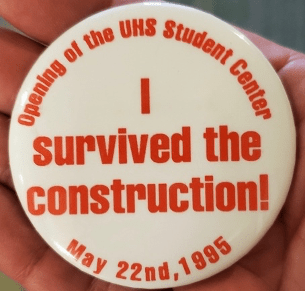 Opening of the UHS Student Center
I
survived the
construction!
May 22nd, 1995